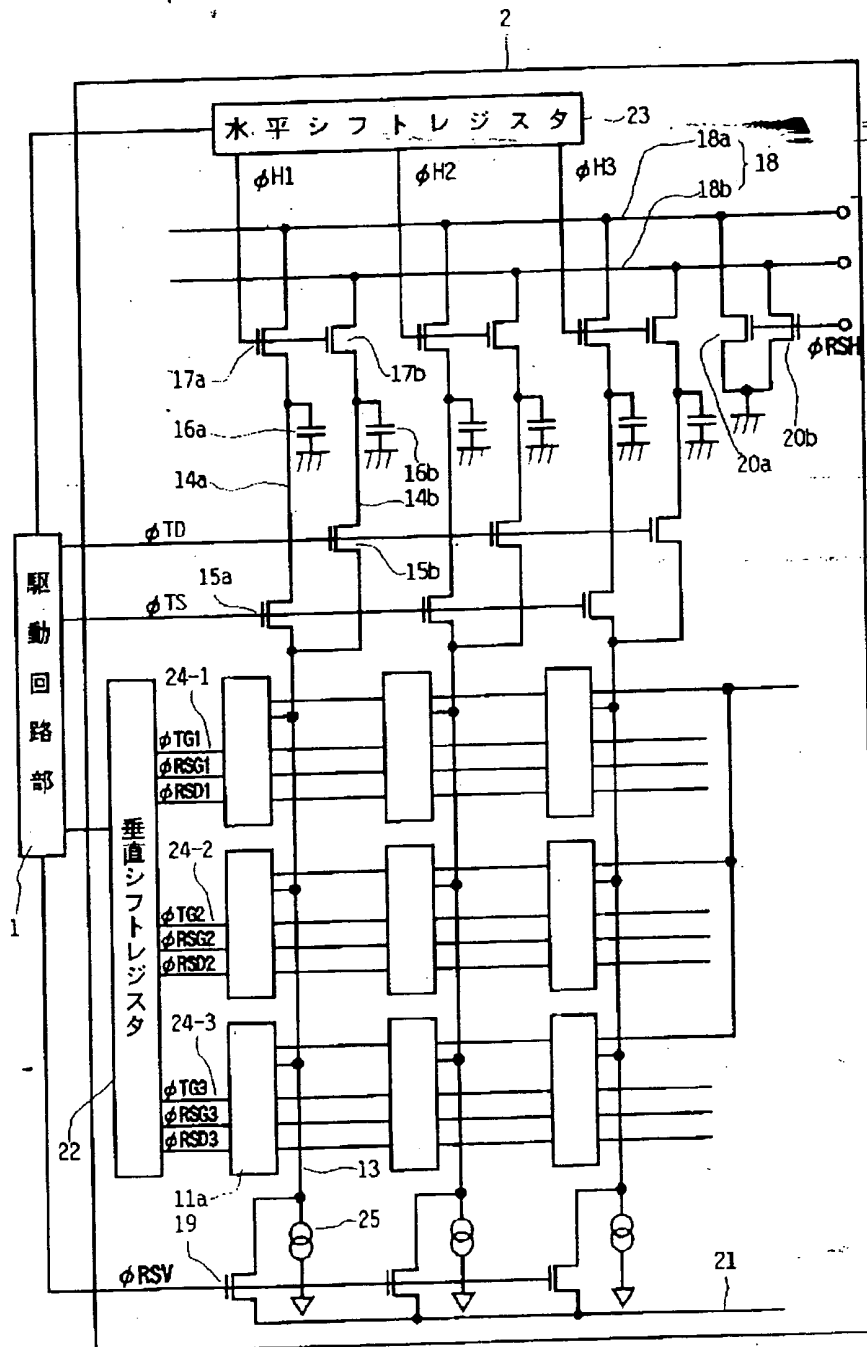 2
水平シフトレジスタ
23
φH1
φH2
φH3
18a
18
18b
φRSH
17a
17b
16a
16b
20a
20b
14a
14b
φTD
15b
15a
φTS
駆動回路部
1
24-1
φTG1
φRSG1
φRSD1
垂直シフトレジスタ
24-2
φTG2
φRSG2
φRSD2
24-3
φTG3
φRSG3
φRSD3
22
13
11a
19
25
φRSV
21